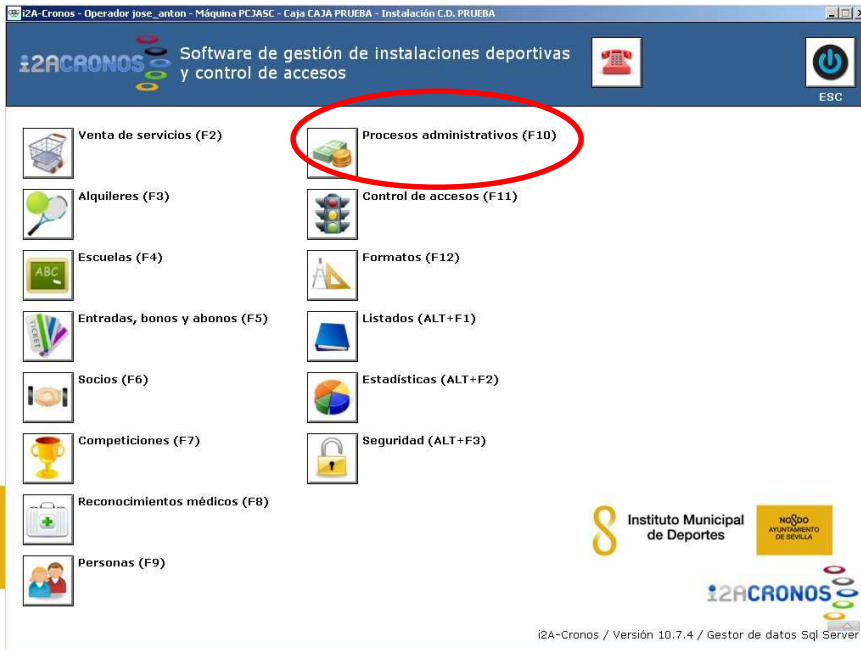 i2A-Cronos - Operador jose_anton - Máquina PCJASC - Caja CAJA PRUEBA - Instalación C.D. PRUEBA
i2ACRONOS
Software de gestión de instalaciones deportivas
y control de accesos
ESC
Venta de servicios (F2)
Procesos administrativos (F10)
Alquileres (F3)
Control de accesos (F11)
Escuelas (F4)
ABC
Formatos (F12)
Entradas, bonos y abonos (F5)
TICKET
Listados (ALT+F1)
Socios (F6)
Estadísticas (ALT+F2)
Competiciones (F7)
Seguridad (ALT+F3)
Reconocimientos médicos (F8)
Personas (F9)
Instituto Municipal
de Deportes
NO8DO
AYUNTAMIENTO
DE SEVILLA
i2ACRONOS
i2A-Cronos / Versión 10.7.4 / Gestor de datos Sql Server